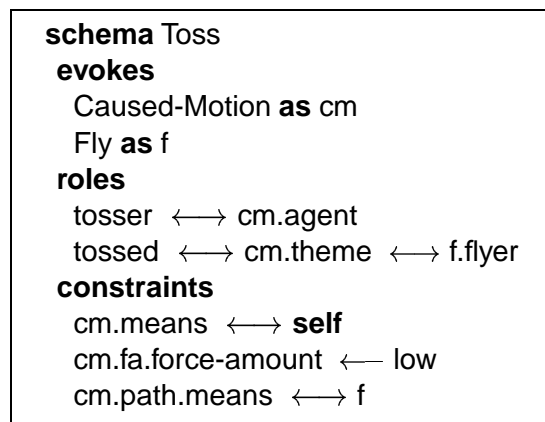 schema Toss
evokes
Caused-Motion as cm
Fly as f
roles
tosser ⟷ cm.agent
tossed ⟷ cm.theme ⟷ f.flyer
constraints
cm.means ⟷ self
cm.fa.force-amount ⟵ low
cm.path.means ⟷ f